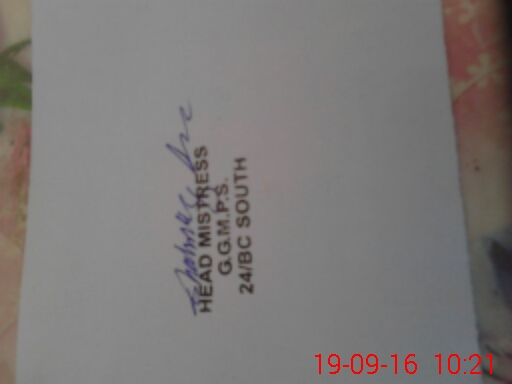 HEAD MISTRESS
G.G.M.P.S.
24/BC SOUTH
19-09-16 10:21